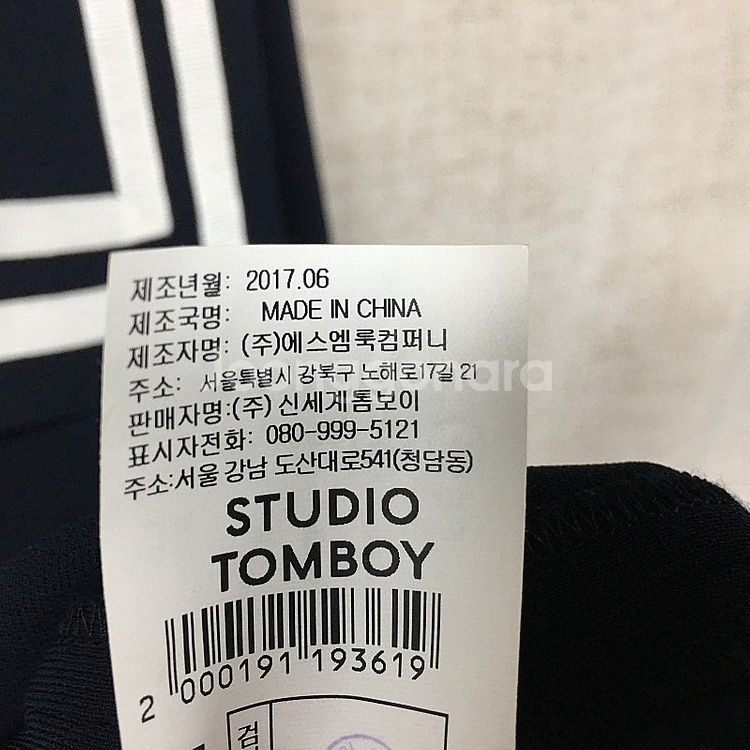 제조년월: 2017.06
제조국명: MADE IN CHINA
제조자명: (주)에스엠룩컴퍼니
주소: 서울특별시 강북구 노해로17길 21
판매자명:(주) 신세계톰보이
표시자전화: 080-999-5121
주소:서울 강남 도산대로541(청담동)
STUDIO
TOMBOY
2 000191 193619
검